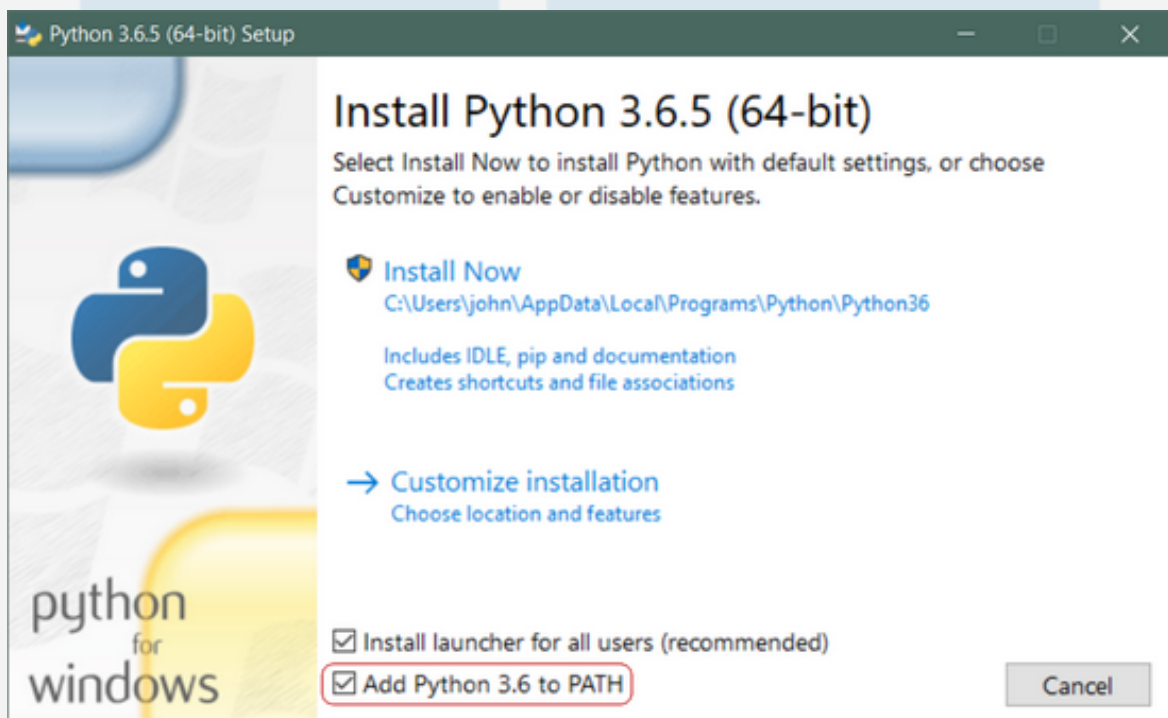 Python 3.6.5 (64-bit) Setup
Install Python 3.6.5 (64-bit)
Select Install Now to install Python with default settings, or choose
Customize to enable or disable features.
Install Now
C:\Users\john\AppData\Local\Programs\Python\Python36
Includes IDLE, pip and documentation
Creates shortcuts and file associations
Customize installation
Choose location and features
python
for
windows
Install launcher for all users (recommended)
Add Python 3.6 to PATH
Cancel